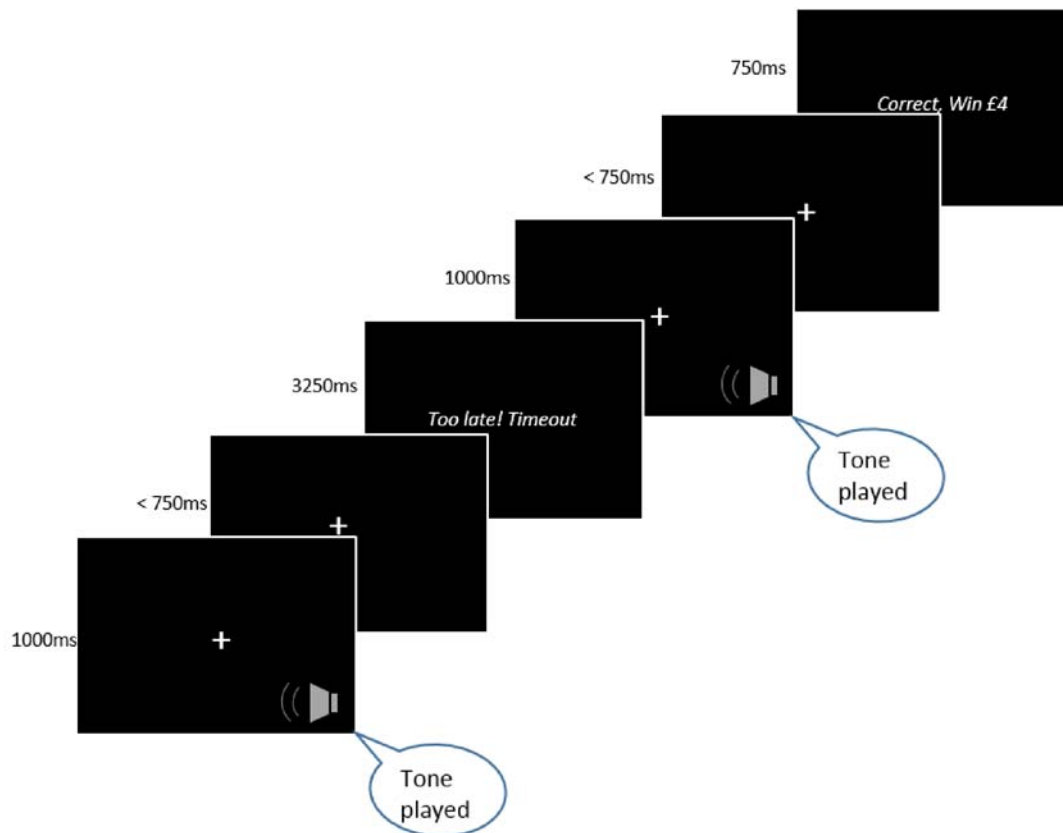 750ms
Correct, Win £4
< 750ms
1000ms
3250ms
Too late! Timeout
Tone
played
< 750ms
1000ms
Tone
played